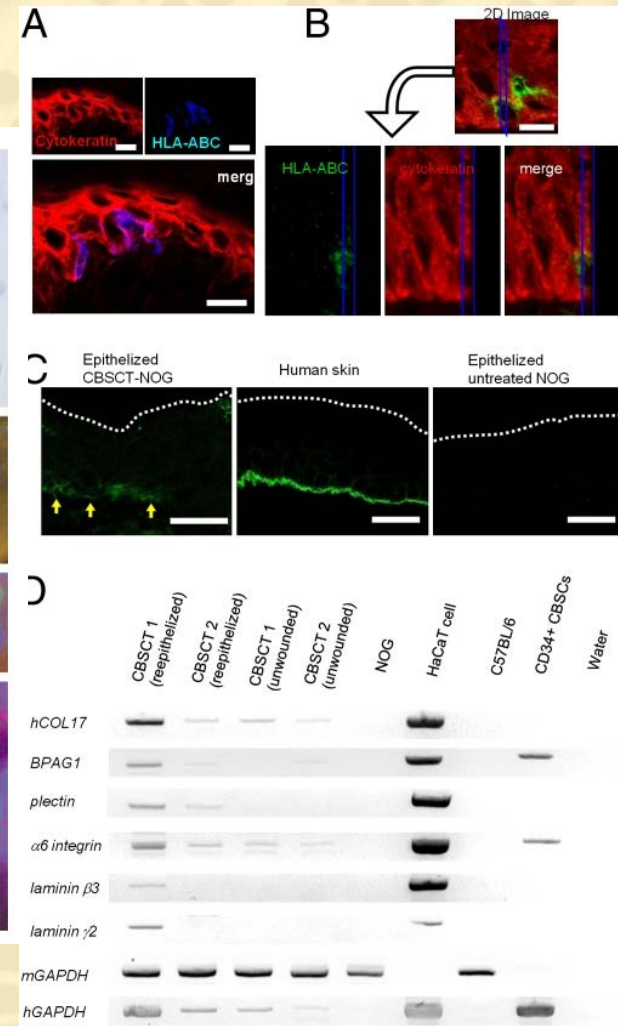 A
Cytokeratin
HLA-ABC
merg
B
2D Image
HLA-ABC
cytokeratin
merge
C
Epithelized
CBSCT-NOG
Human skin
Epithelized
untreated NOG
D
CBSCT 1
(reepithelized)
CBSCT 2
(reepithelized)
CBSCT 1
(unwounded)
CBSCT 2
(unwounded)
NOG
HaCaT cell
C57BL/6
CD34+ CBSCs
Water
hCOL17
BPAG1
plectin
α6 integrin
laminin β3
laminin γ2
mGAPDH
hGAPDH